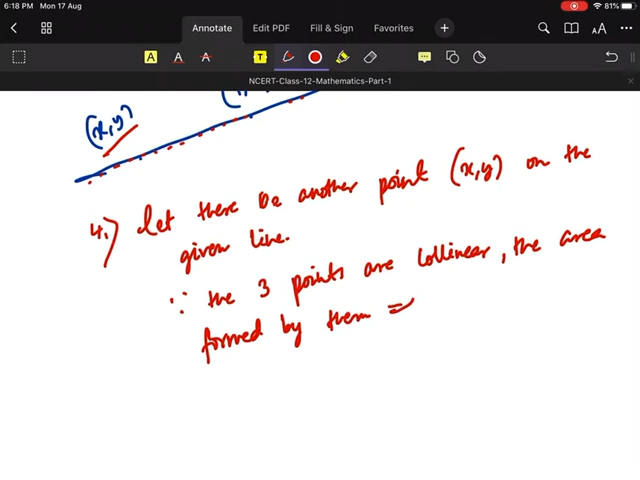 6:18 PM Mon 17 Aug 81%
Annotate Edit PDF Fill & Sign Favorites
A A A T
NCERT-Class-12-Mathematics-Part-1
(x,y)
4.) let there be another point (x,y) on the
given line.
∵ the 3 points are collinear, the area
formed by them =